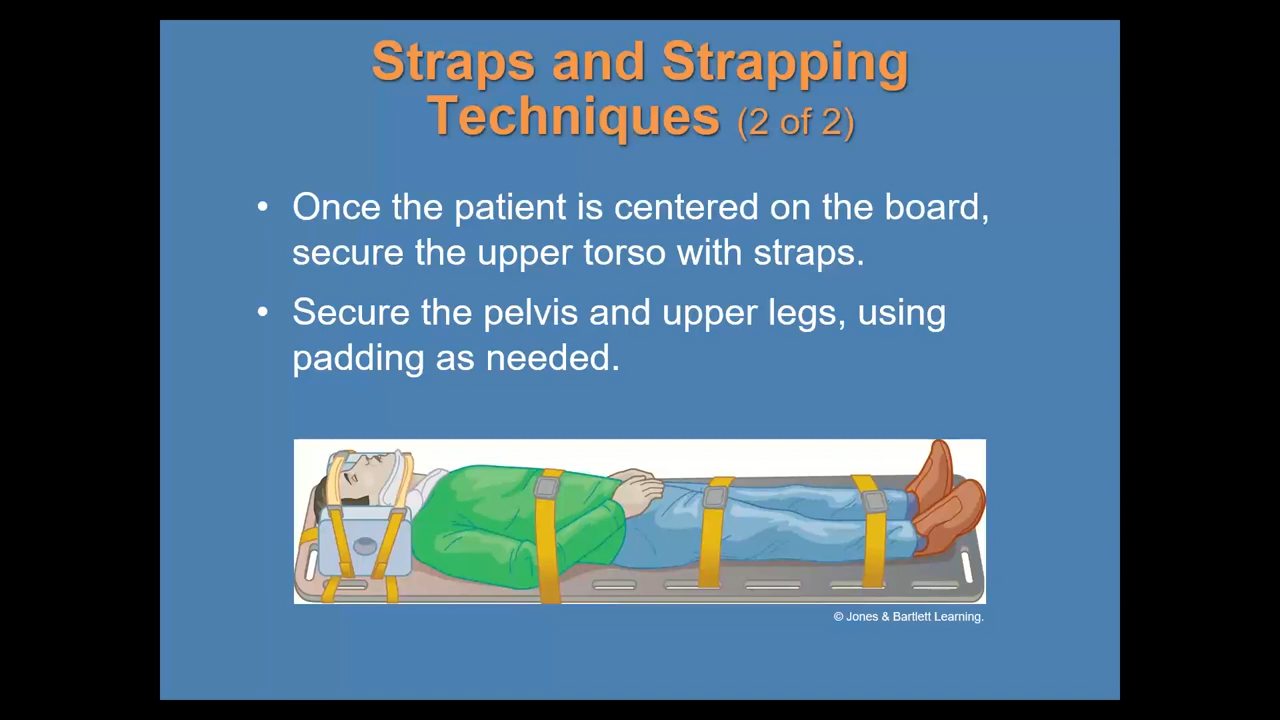 Straps and Strapping
Techniques (2 of 2)
• Once the patient is centered on the board,
secure the upper torso with straps.
• Secure the pelvis and upper legs, using
padding as needed.
© Jones & Bartlett Learning.